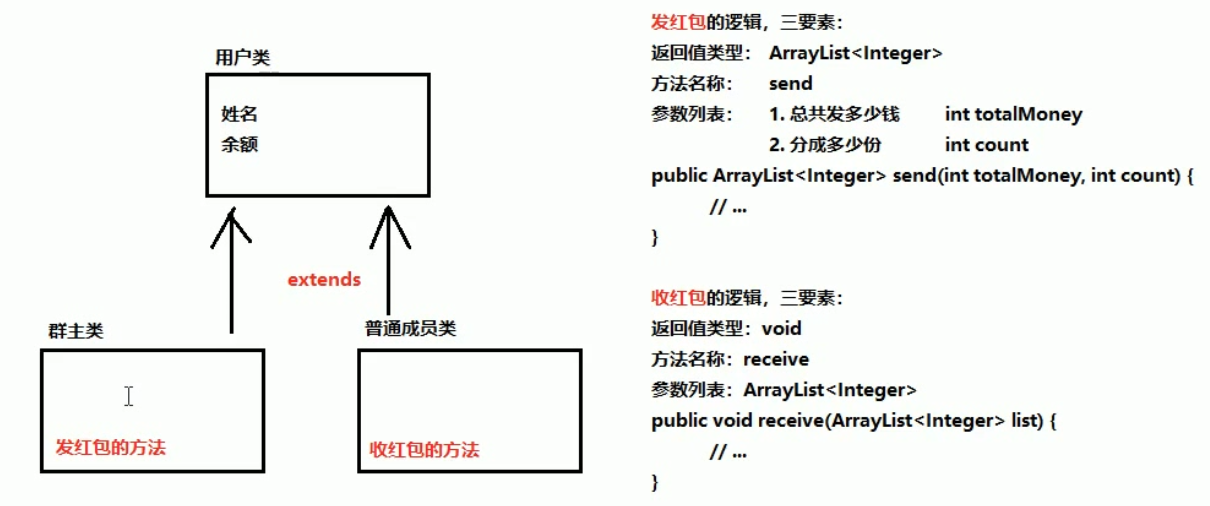 用户类
姓名
余额
extends
群主类
普通成员类
发红包的方法
收红包的方法
发红包的逻辑，三要素：
返回值类型： ArrayList<Integer>
方法名称： send
参数列表： 1. 总共发多少钱 int totalMoney
2. 分成多少份 int count
public ArrayList<Integer> send(int totalMoney, int count) {
// ...
}
收红包的逻辑，三要素：
返回值类型：void
方法名称：receive
参数列表：ArrayList<Integer>
public void receive(ArrayList<Integer> list) {
// ...
}